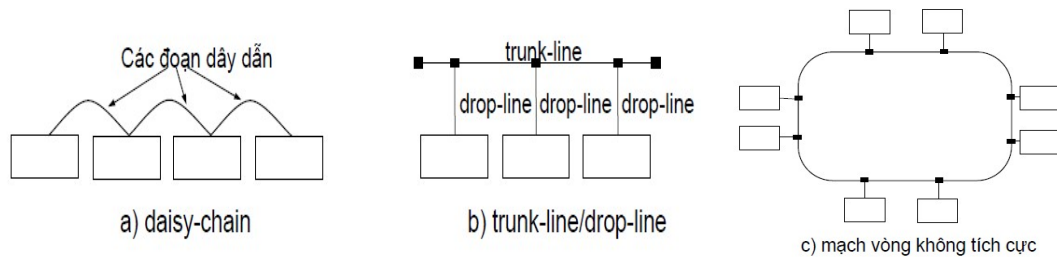 Các đoạn dây dẫn
a) daisy-chain
trunk-line
drop-line drop-line drop-line
b) trunk-line/drop-line
c) mạch vòng không tích cực